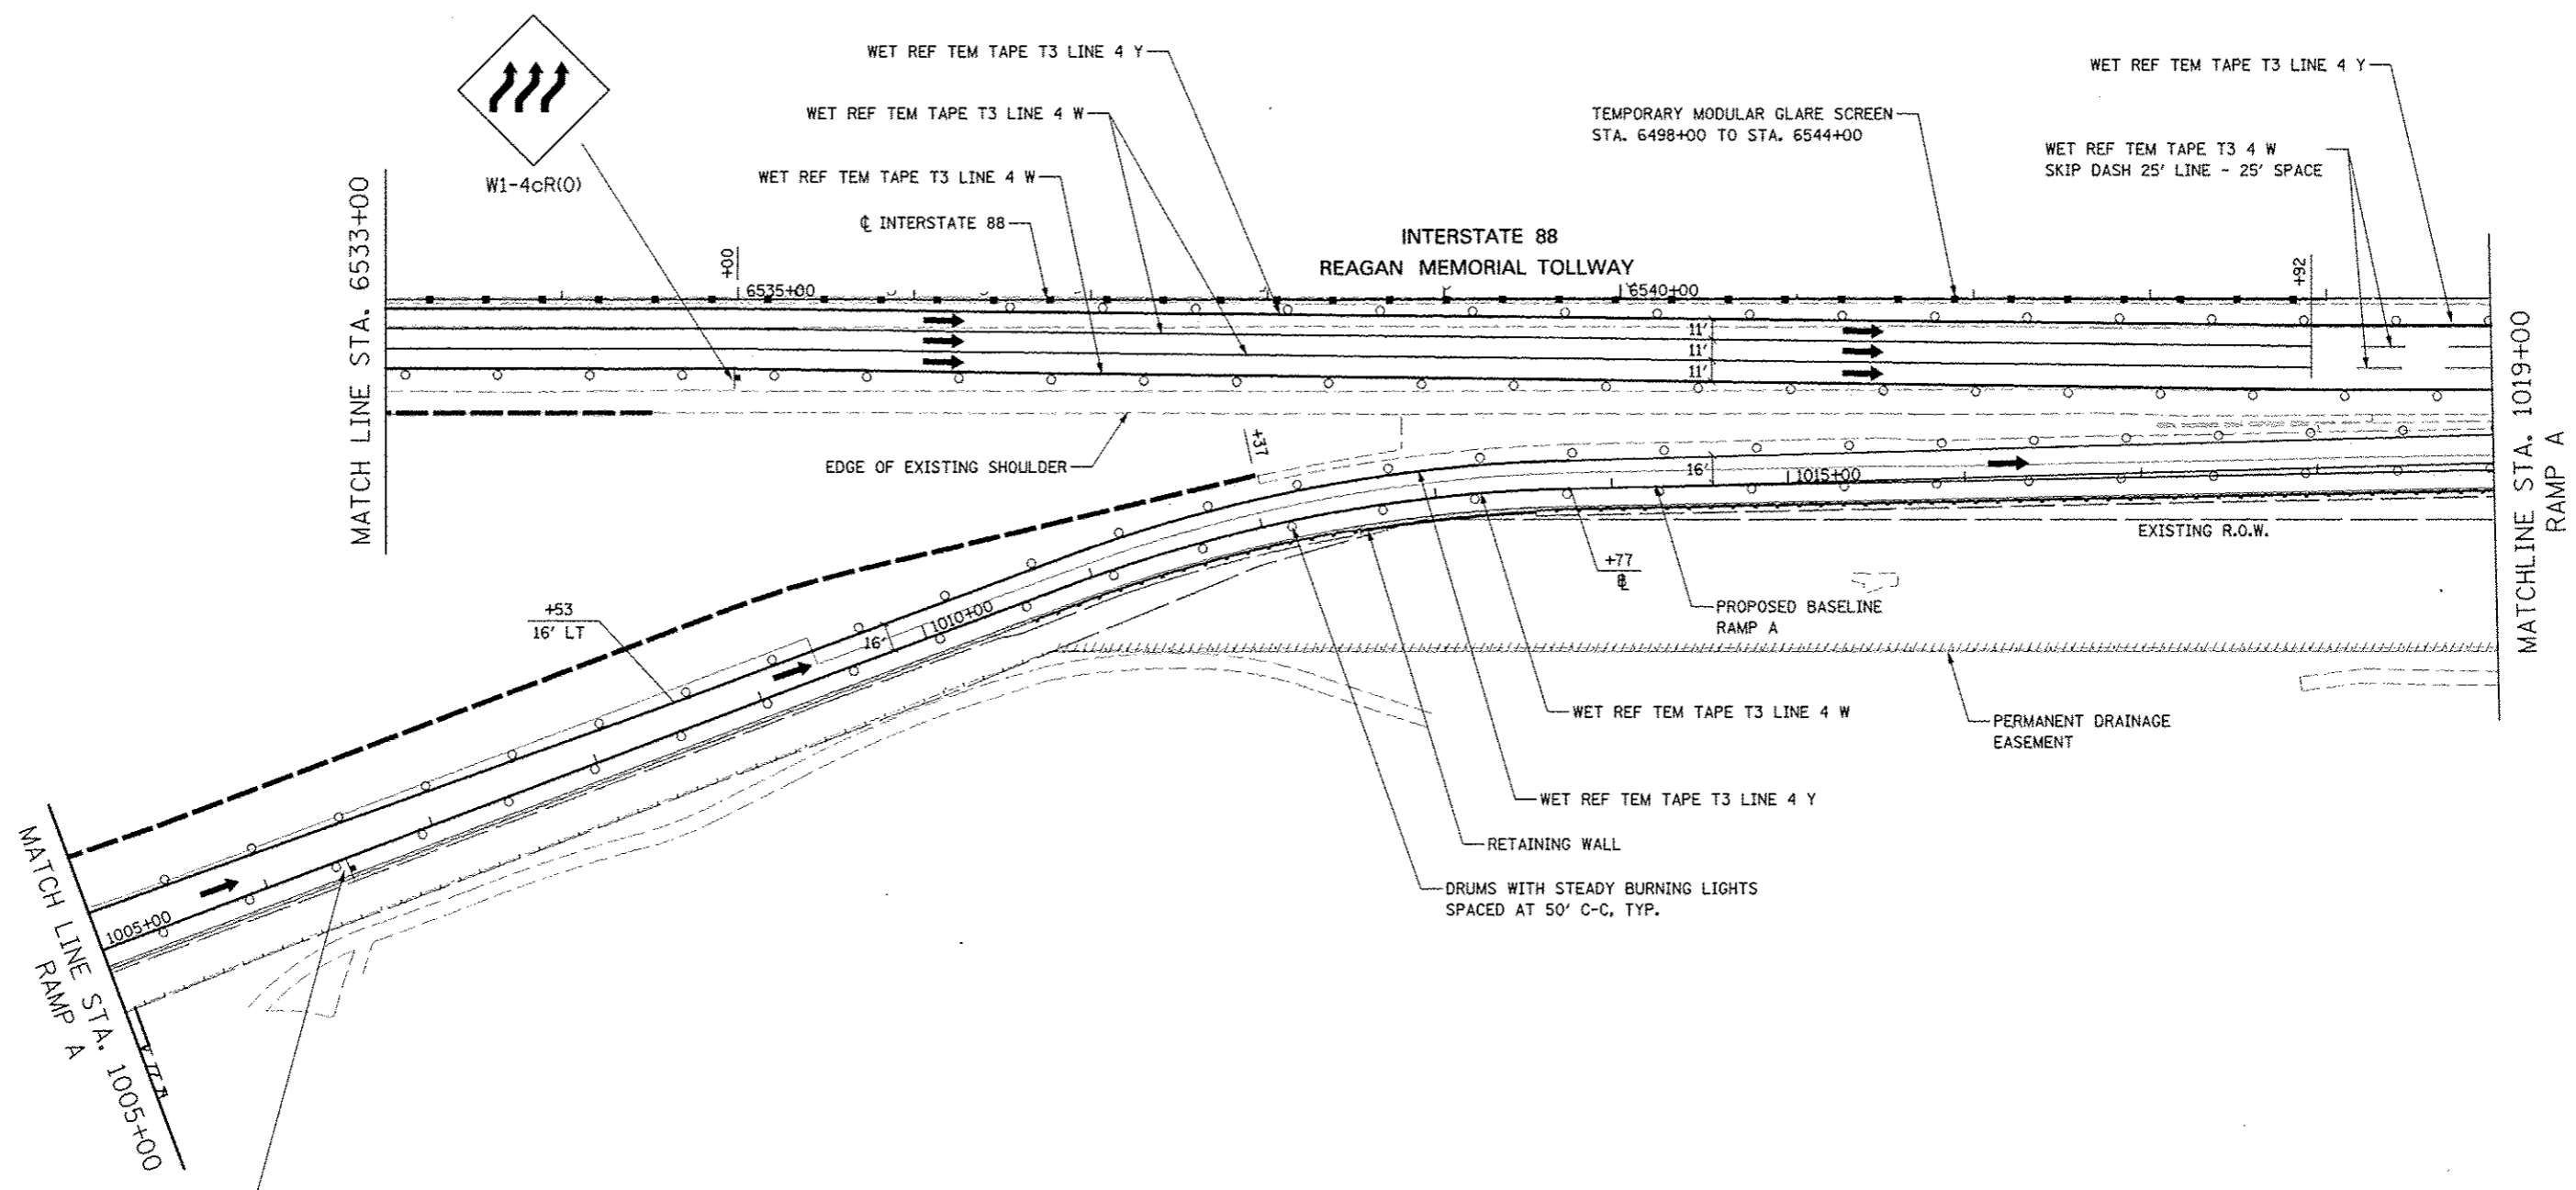 WET REF TEM TAPE T3 LINE 4 Y
WET REF TEM TAPE T3 LINE 4 Y
WET REF TEM TAPE T3 LINE 4 W
TEMPORARY MODULAR GLARE SCREEN
STA. 6498+00 TO STA. 6544+00
WET REF TEM TAPE T3 4 W
SKIP DASH 25' LINE - 25' SPACE
W1-4cR(O)
WET REF TEM TAPE T3 LINE 4 W
℄ INTERSTATE 88
INTERSTATE 88
REAGAN MEMORIAL TOLLWAY
MATCH LINE STA. 6533+00
+00
6535+00
6540+00
+92
11'
11'
11'
MATCHLINE STA. 1019+00
RAMP A
EDGE OF EXISTING SHOULDER
+37
16'
1015+00
EXISTING R.O.W.
+77
PROPOSED BASELINE
RAMP A
+53
16' LT
16'
1010+00
WET REF TEM TAPE T3 LINE 4 W
PERMANENT DRAINAGE
EASEMENT
WET REF TEM TAPE T3 LINE 4 Y
RETAINING WALL
DRUMS WITH STEADY BURNING LIGHTS
SPACED AT 50' C-C, TYP.
1005+00
MATCH LINE STA. 1005+00
RAMP A